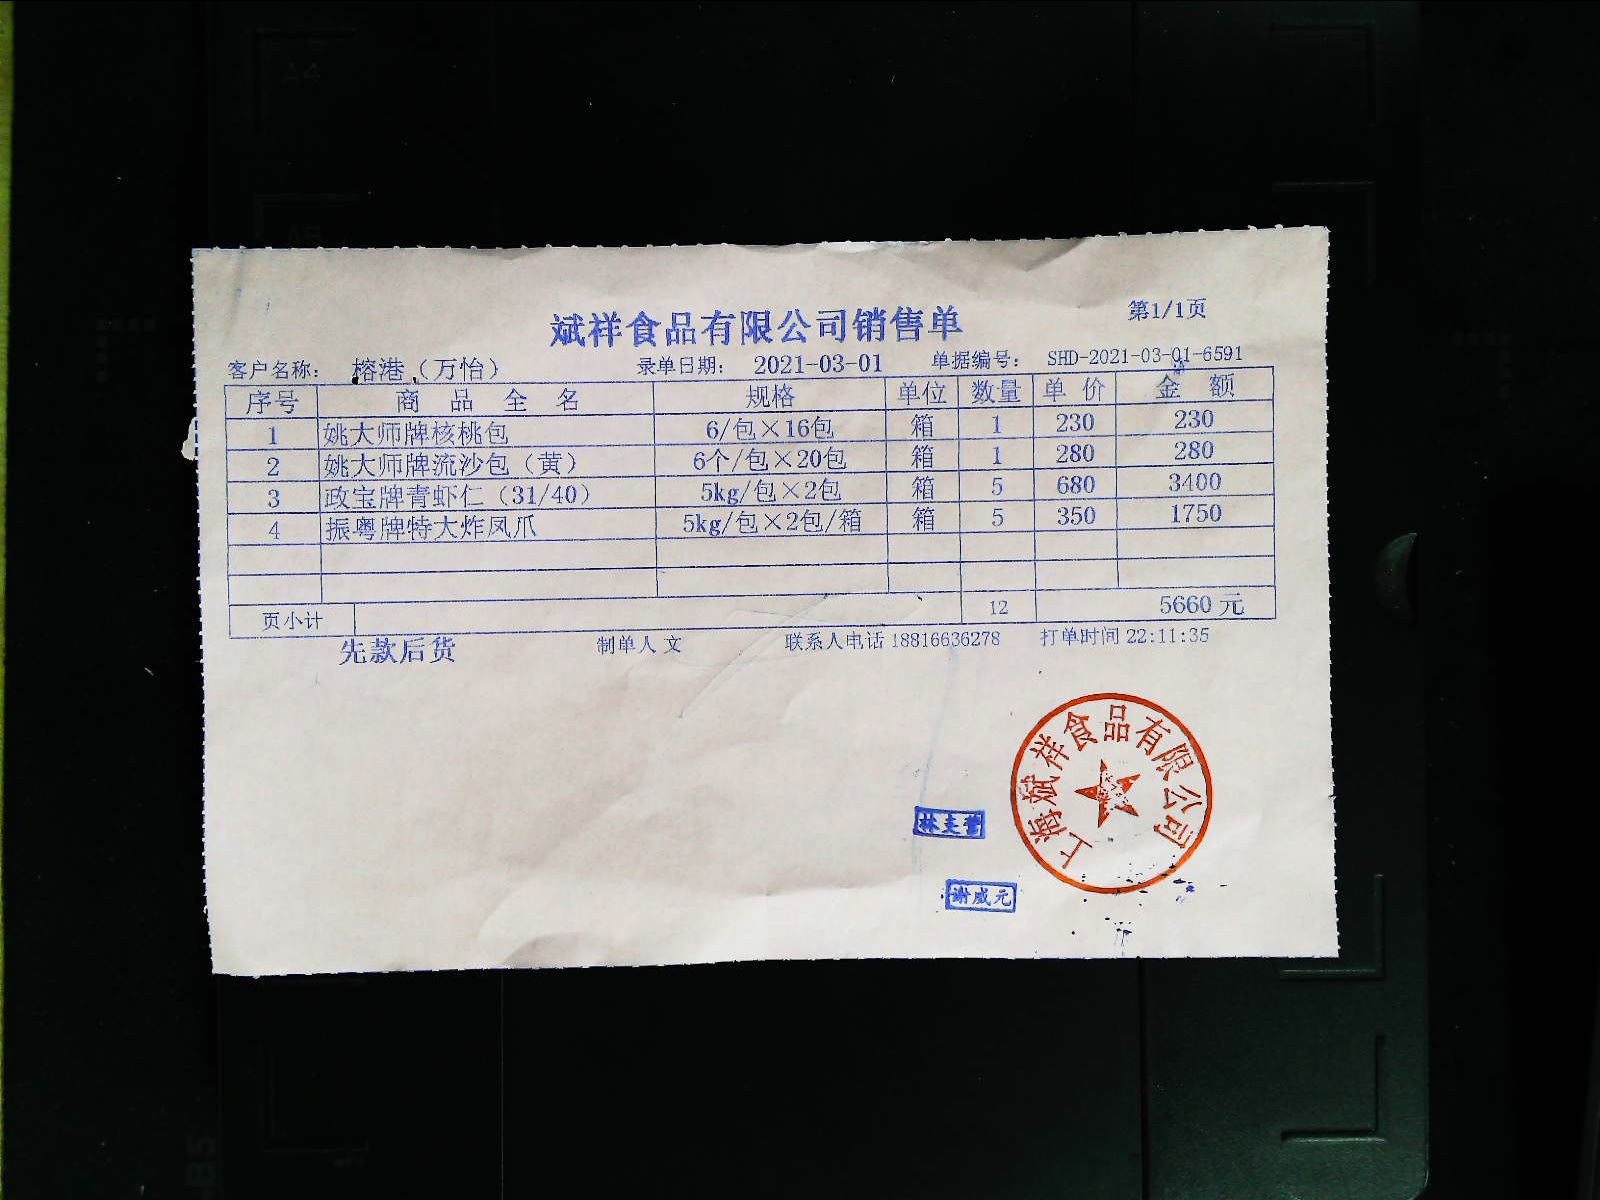 斌祥食品有限公司销售单 第1/1页
客户名称： 榕港（万怡） 录单日期： 2021-03-01 单据编号： SHD-2021-03-01-6591
序号 商品全名 规格 单位 数量 单价 金额
1 姚大师牌核桃包 6/包×16包 箱 1 230 230
2 姚大师牌流沙包（黄） 6个/包×20包 箱 1 280 280
3 政宝牌青虾仁（31/40） 5kg/包×2包 箱 5 680 3400
4 振粤牌特大炸凤爪 5kg/包×2包/箱 箱 5 350 1750
页小计 12 5660元
先款后货 制单人 文 联系人电话 18816636278 打单时间 22:11:35
上海斌祥食品有限公司
谢威元
A4
B5